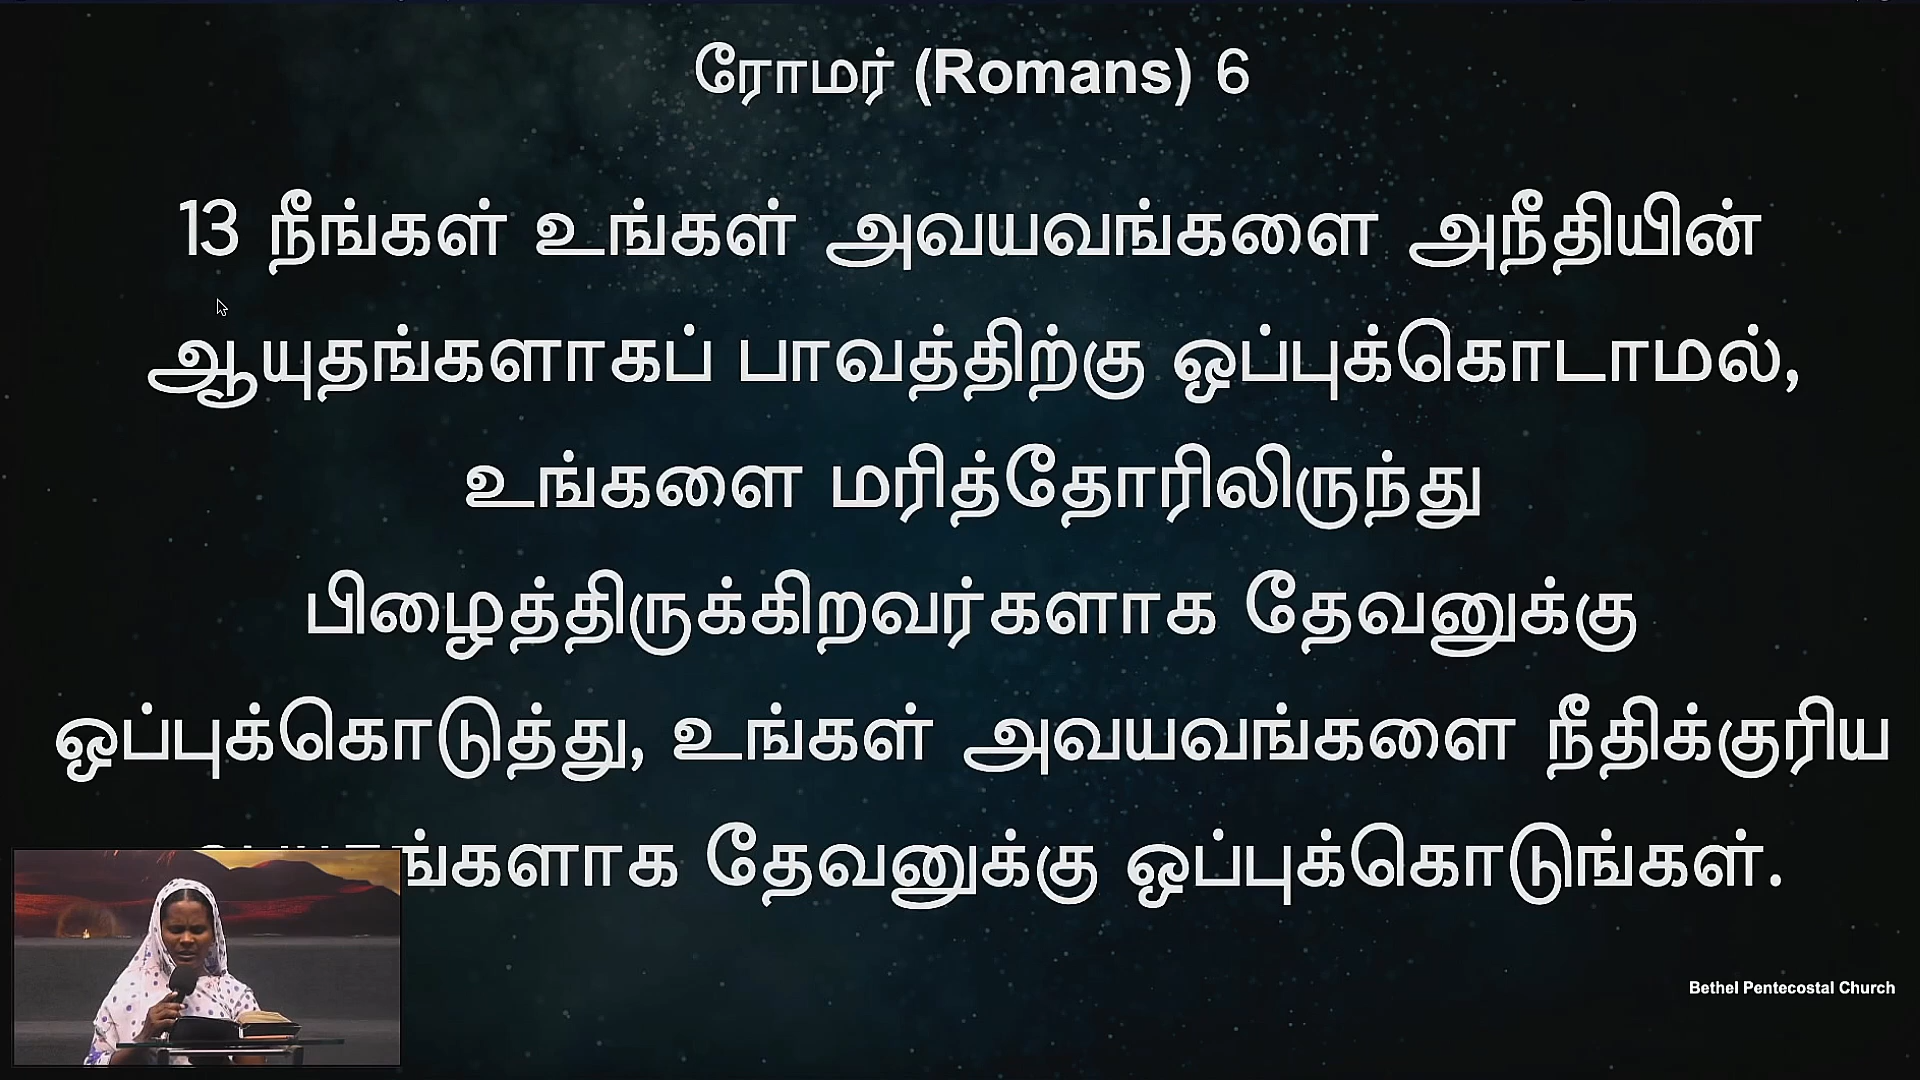 ரோமர் (Romans) 6
13 நீங்கள் உங்கள் அவயவங்களை அநீதியின்
ஆயுதங்களாகப் பாவத்திற்கு ஒப்புக்கொடாமல்,
உங்களை மரித்தோரிலிருந்து
பிழைத்திருக்கிறவர்களாக தேவனுக்கு
ஒப்புக்கொடுத்து, உங்கள் அவயவங்களை நீதிக்குரிய
தேவனுக்கு ஒப்புக்கொடுங்கள்.
Bethel Pentecostal Church